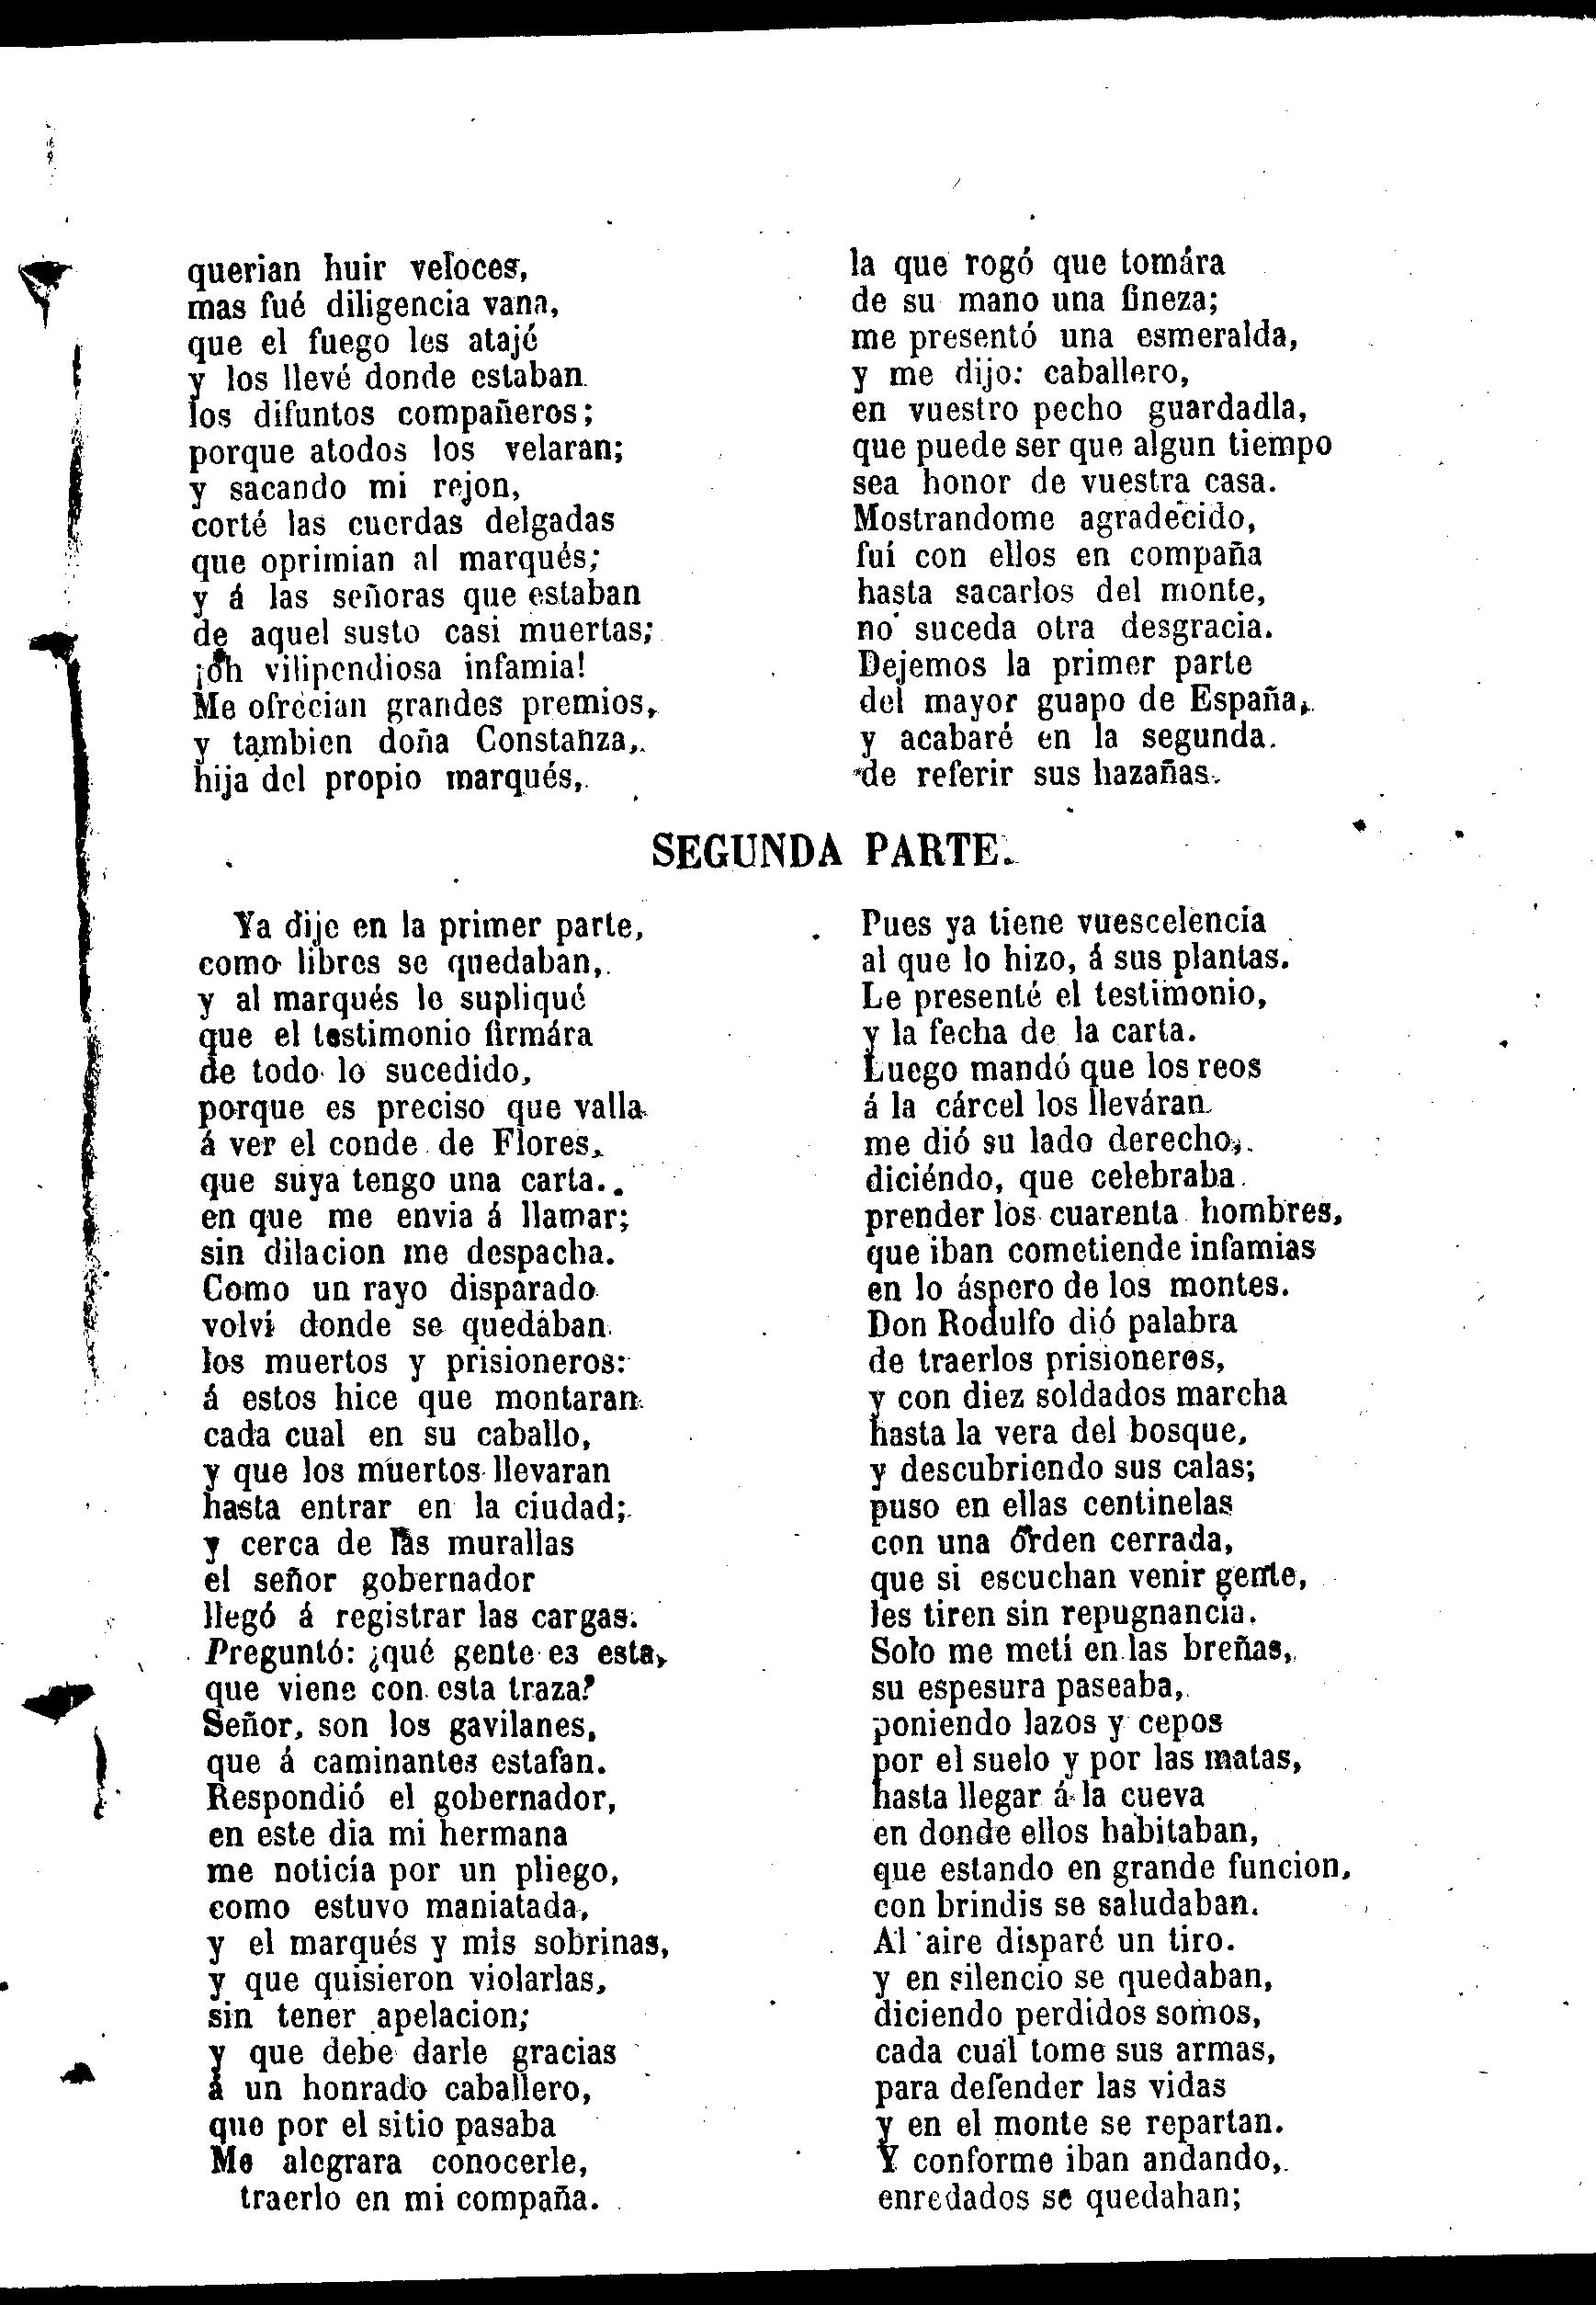 querian huir veloces,
mas fué diligencia vana,
que el fuego les atajó
y los llevé donde estaban
los difuntos compañeros;
porque atodos los velaran;
y sacando mi rejon,
corté las cuerdas delgadas
que oprimian al marqués;
y á las señoras que estaban
de aquel susto casi muertas;
¡oh vilipendiosa infamia!
Me ofrecian grandes premios,
y tambien doña Constanza,
hija del propio marqués,
la que rogó que tomára
de su mano una fineza;
me presentó una esmeralda,
y me dijo: caballero,
en vuestro pecho guardadla,
que puede ser que algun tiempo
sea honor de vuestra casa.
Mostrandome agradecido,
fuí con ellos en compaña
hasta sacarlos del monte,
no suceda otra desgracia.
Dejemos la primer parte
del mayor guapo de España,
y acabaré en la segunda.
de referir sus hazañas.
SEGUNDA PARTE.
Ya dije en la primer parte,
como libres se quedaban,
y al marqués le supliqué
que el testimonio firmára
de todo lo sucedido,
porque es preciso que valla
á ver el conde de Flores,
que suya tengo una carta..
en que me envia á llamar;
sin dilacion me despacha.
Como un rayo disparado
volví donde se quedaban
los muertos y prisioneros:
á estos hice que montaran
cada cual en su caballo,
y que los muertos llevaran
hasta entrar en la ciudad;
y cerca de las murallas
el señor gobernador
llegó á registrar las cargas.
Preguntó: ¿qué gente es esta,
que viene con esta traza?
Señor, son los gavilanes,
que á caminantes estafan.
Respondió el gobernador,
en este dia mi hermana
me noticía por un pliego,
como estuvo maniatada,
y el marqués y mis sobrinas,
y que quisieron violarlas,
sin tener apelacion;
y que debe darle gracias
á un honrado caballero,
que por el sitio pasaba
Me alegrara conocerle,
traerlo en mi compaña.
Pues ya tiene vuescelencia
al que lo hizo, á sus plantas.
Le presenté el testimonio,
y la fecha de la carta.
Luego mandó que los reos
á la cárcel los lleváran
me dió su lado derecho,
diciéndo, que celebraba
prender los cuarenta hombres,
que iban cometiende infamias
en lo áspero de los montes.
Don Rodulfo dió palabra
de traerlos prisioneros,
y con diez soldados marcha
hasta la vera del bosque,
y descubriendo sus calas;
puso en ellas centinelas
con una órden cerrada,
que si escuchan venir gente,
les tiren sin repugnancia.
Solo me metí en las breñas,
su espesura paseaba,
poniendo lazos y cepos
por el suelo y por las matas,
hasta llegar á la cueva
en donde ellos habitaban,
que estando en grande funcion,
con brindis se saludaban.
Al aire disparé un tiro.
y en silencio se quedaban,
diciendo perdidos somos,
cada cual tome sus armas,
para defender las vidas
y en el monte se repartan.
Y conforme iban andando,
enredados se quedahan;